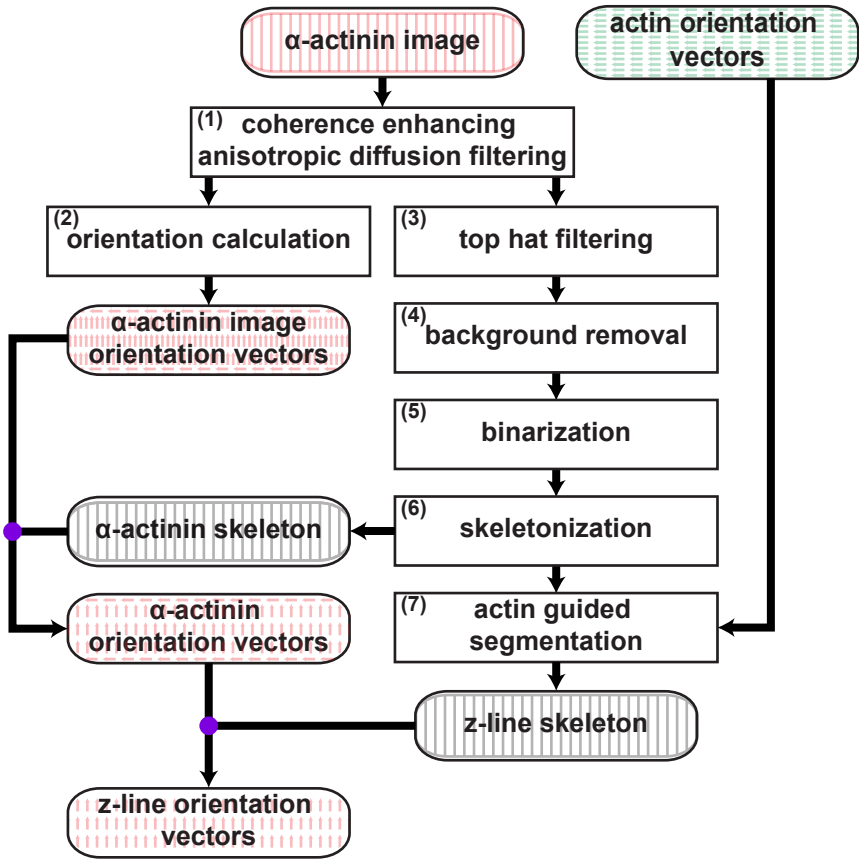 α-actinin image
actin orientation
vectors
(1) coherence enhancing
anisotropic diffusion filtering
(2)
orientation calculation
(3)
top hat filtering
α-actinin image
orientation vectors
(4)
background removal
(5)
binarization
α-actinin skeleton
(6)
skeletonization
α-actinin
orientation vectors
(7) actin guided
segmentation
z-line skeleton
z-line orientation
vectors